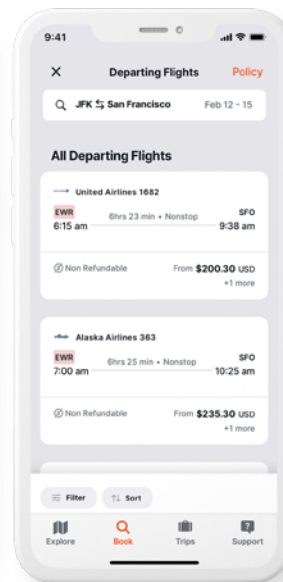 9:41
Departing Flights Policy
JFK San Francisco Feb 12 - 15
All Departing Flights
United Airlines 1682
EWR 6hrs 23 min • Nonstop SFO
6:15 am 9:38 am
Non Refundable From $200.30 USD
+1 more
Alaska Airlines 363
EWR 6hrs 25 min • Nonstop SFO
7:00 am 10:25 am
Non Refundable From $235.30 USD
+1 more
Filter Sort
Explore Book Trips Support